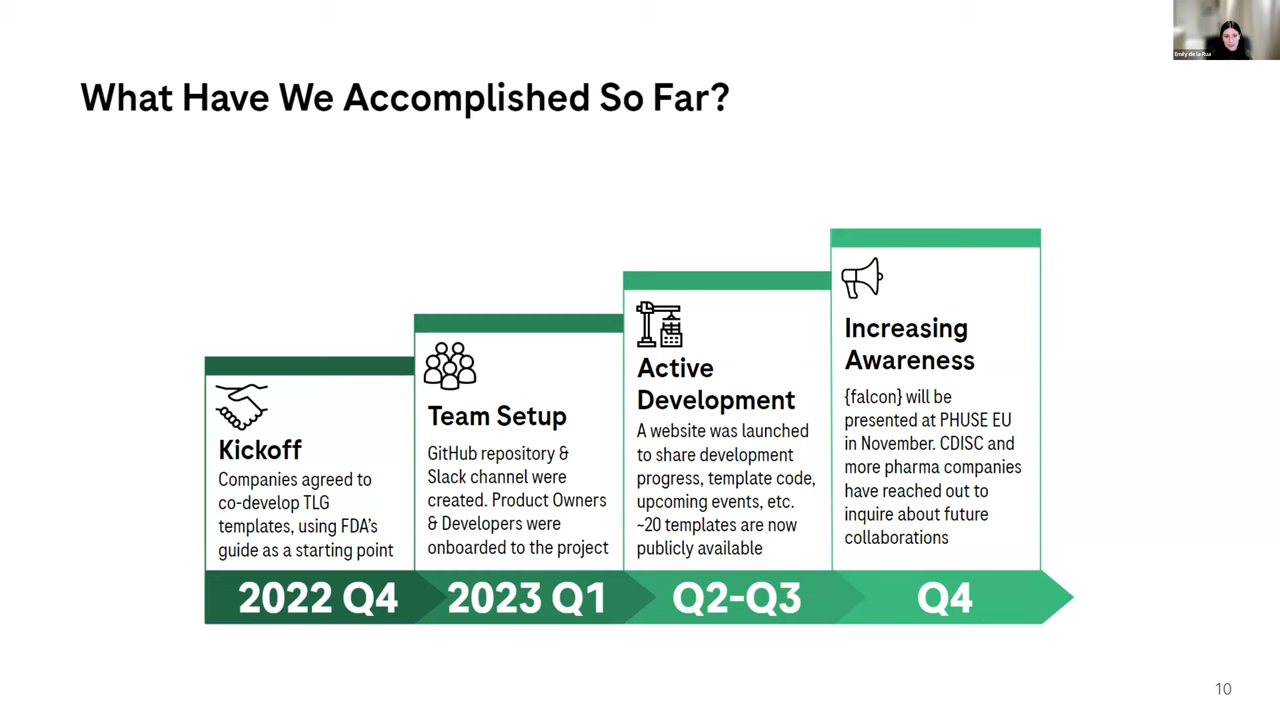 Emily de la Rua
What Have We Accomplished So Far?
Kickoff
Companies agreed to
co-develop TLG
templates, using FDA's
guide as a starting point
2022 Q4
Team Setup
GitHub repository &
Slack channel were
created. Product Owners
& Developers were
onboarded to the project
2023 Q1
Active
Development
A website was launched
to share development
progress, template code,
upcoming events, etc.
~20 templates are now
publicly available
Q2-Q3
Increasing
Awareness
{falcon} will be
presented at PHUSE EU
in November. CDISC and
more pharma companies
have reached out to
inquire about future
collaborations
Q4
10